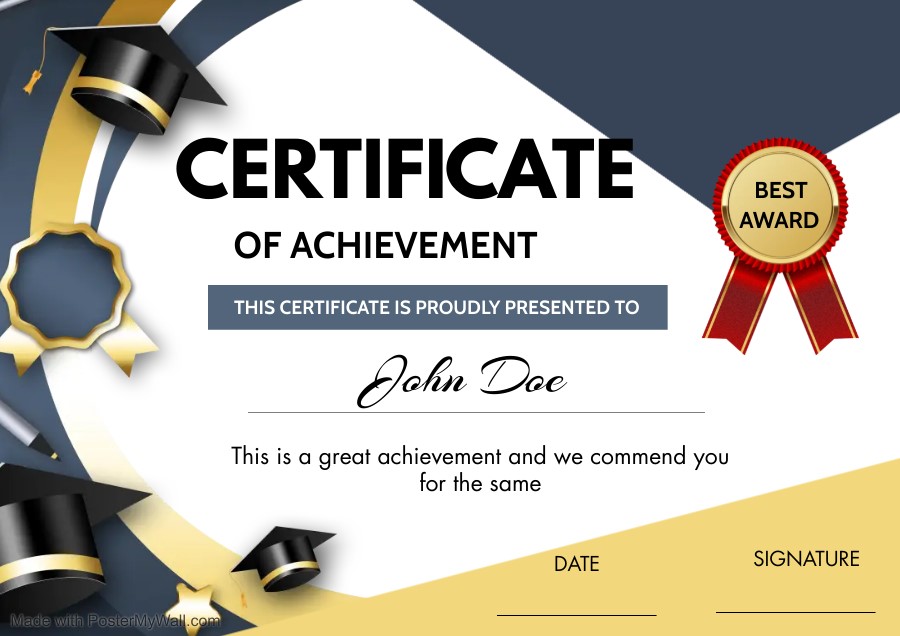 CERTIFICATE
OF ACHIEVEMENT
BEST
AWARD
THIS CERTIFICATE IS PROUDLY PRESENTED TO
John Doe
This is a great achievement and we commend you
for the same
DATE
SIGNATURE
Made with PosterMyWall.com